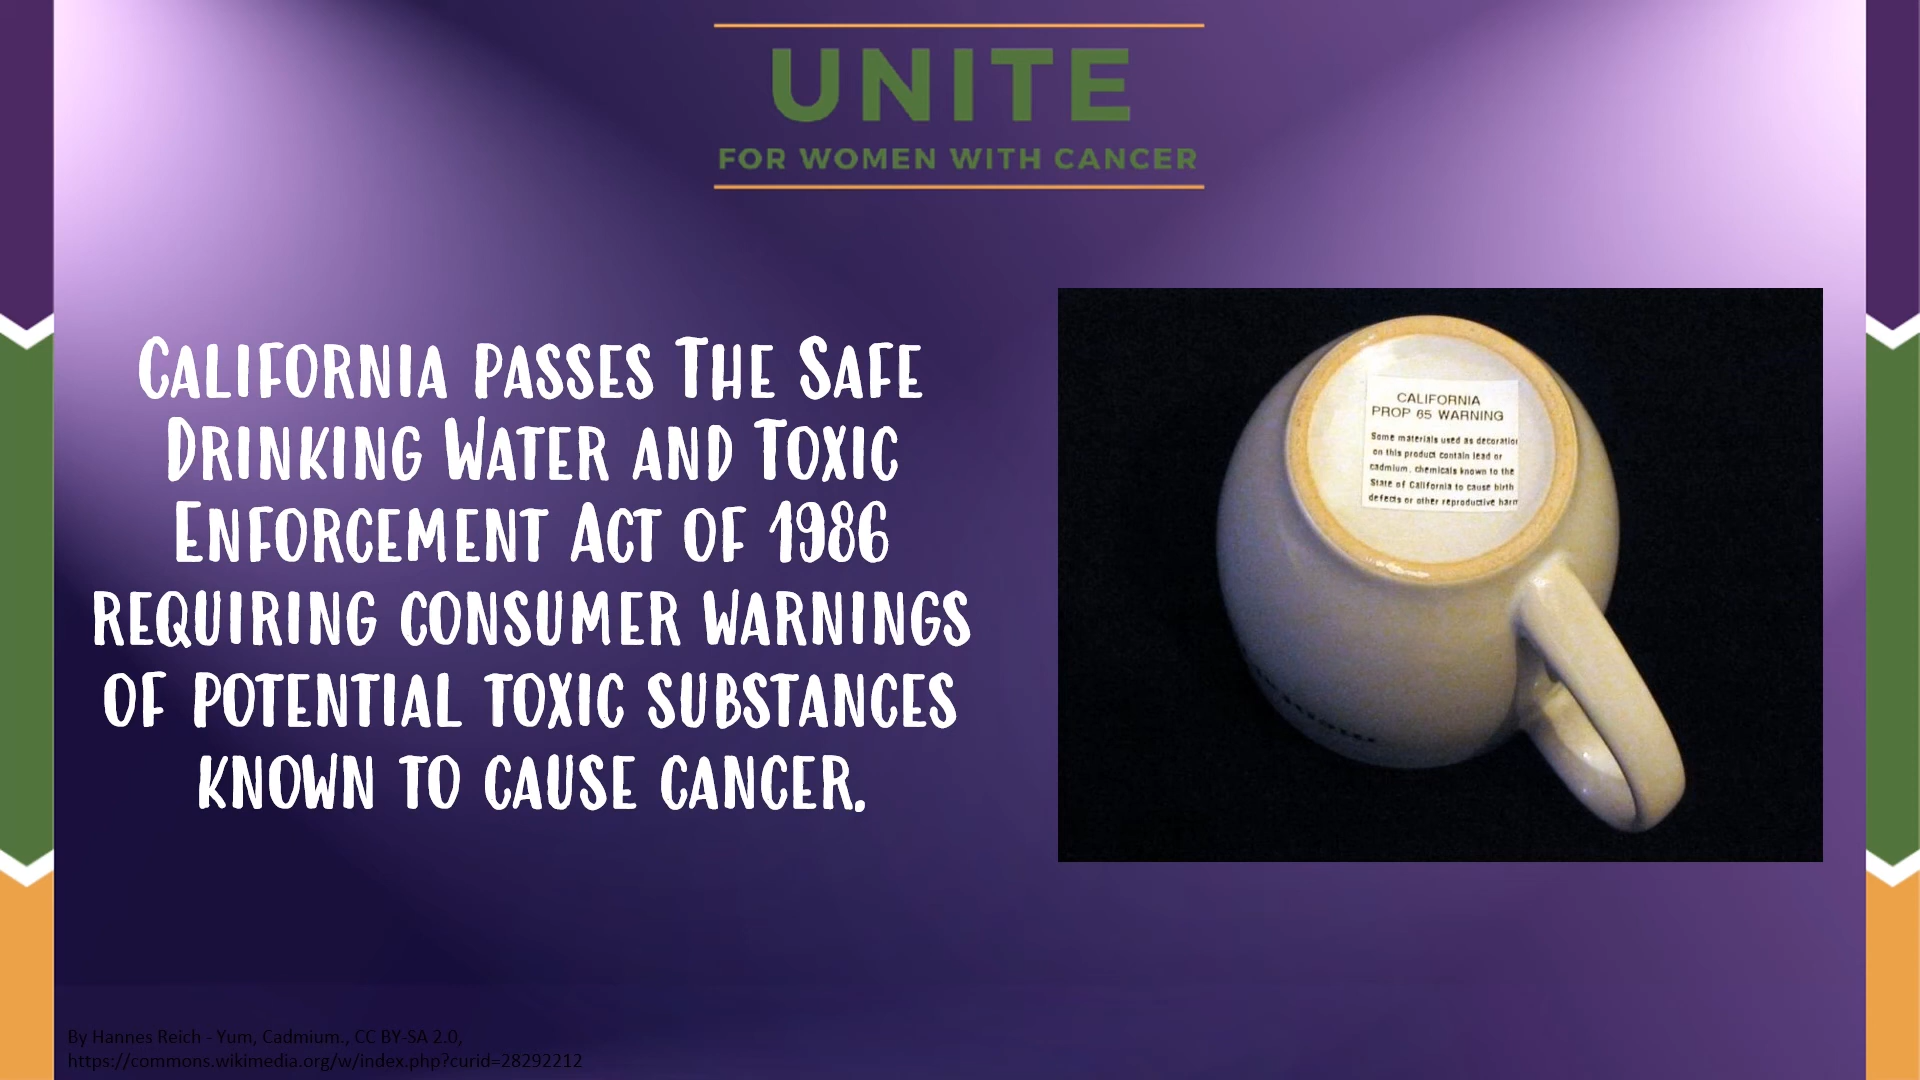 UNITE
FOR WOMEN WITH CANCER
California passes The Safe
Drinking Water and Toxic
Enforcement Act of 1986
requiring consumer warnings
of potential toxic substances
known to cause cancer.
CALIFORNIA
PROP 65 WARNING
Some materials used as decoration
on this product contain lead or
cadmium, chemicals known to the
State of California to cause birth
defects or other reproductive harm
By Hannes Reich - Yum, Cadmium., CC BY-SA 2.0,
https://commons.wikimedia.org/w/index.php?curid=28292212